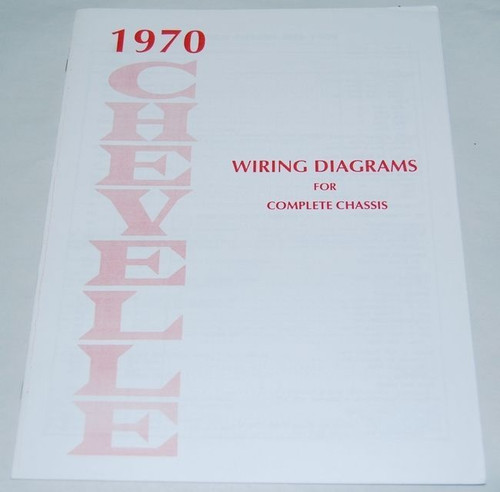 1970
CHEVELLE
WIRING DIAGRAMS
FOR
COMPLETE CHASSIS